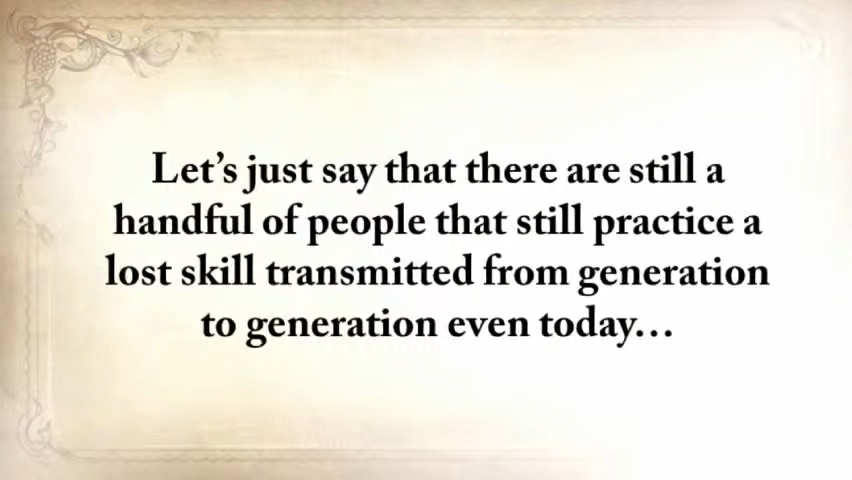 Let’s just say that there are still a
handful of people that still practice a
lost skill transmitted from generation
to generation even today…